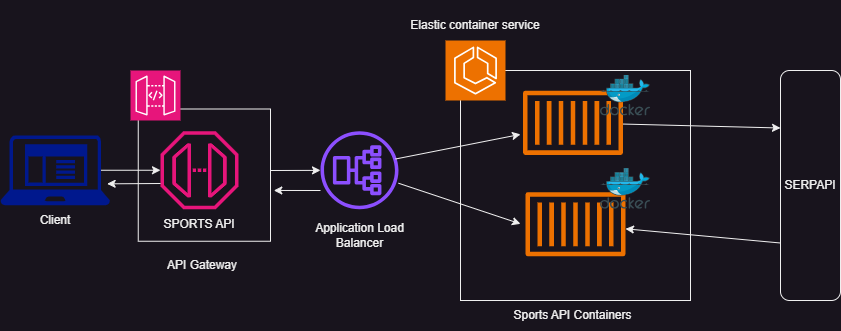 Elastic container service
docker
docker
Client
SPORTS API
API Gateway
Application Load
Balancer
SERPAPI
Sports API Containers